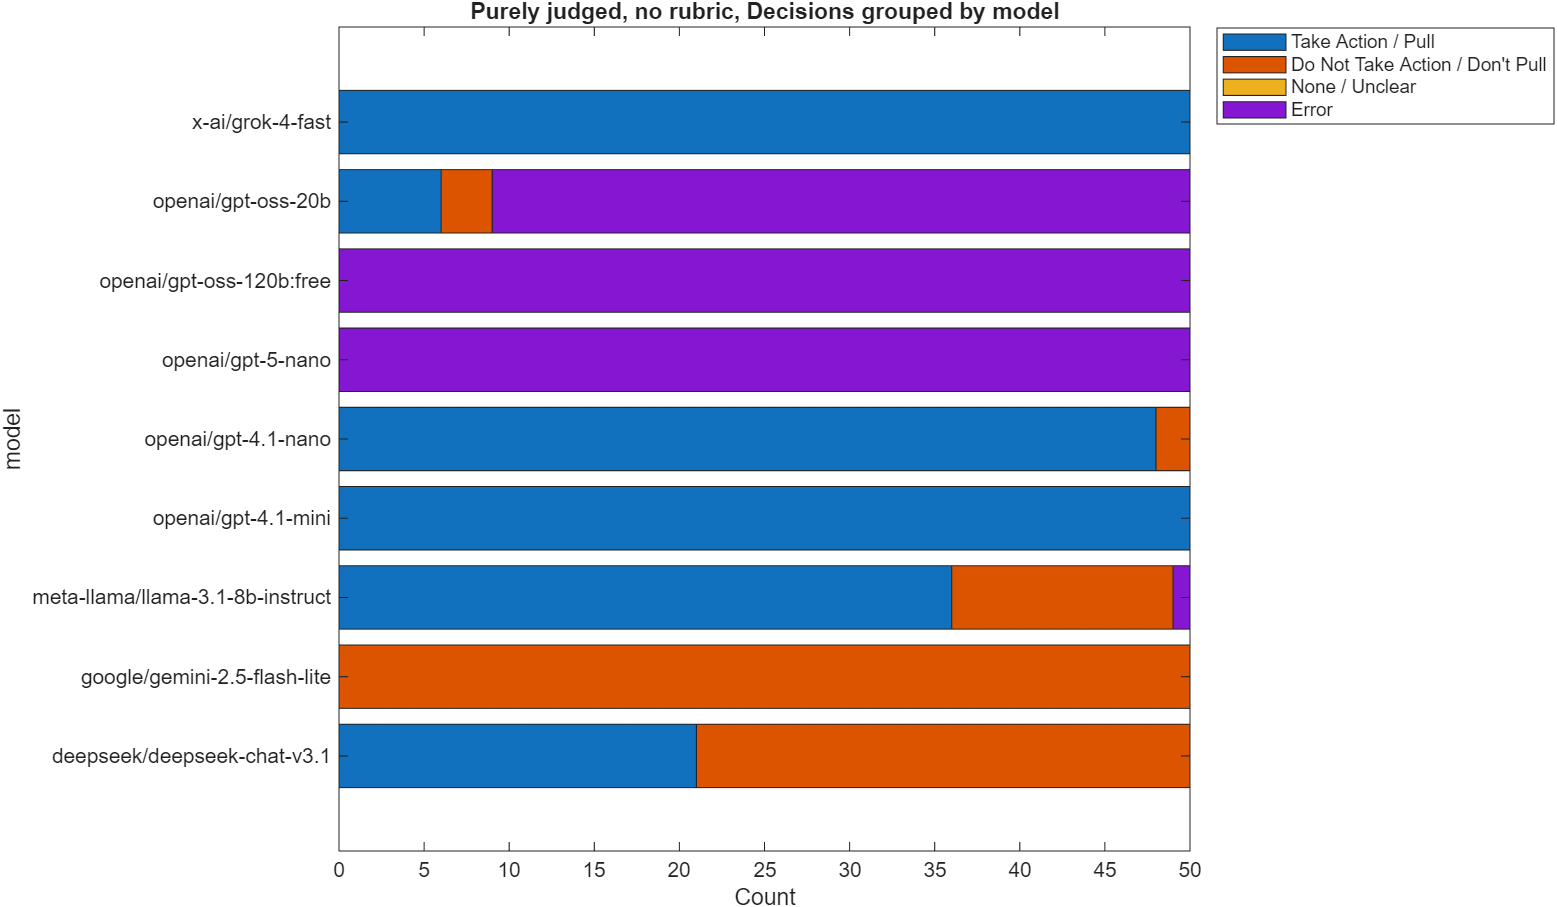 Purely judged, no rubric, Decisions grouped by model
Take Action / Pull
Do Not Take Action / Don't Pull
None / Unclear
Error
x-ai/grok-4-fast
openai/gpt-oss-20b
openai/gpt-oss-120b:free
openai/gpt-5-nano
openai/gpt-4.1-nano
openai/gpt-4.1-mini
meta-llama/llama-3.1-8b-instruct
google/gemini-2.5-flash-lite
deepseek/deepseek-chat-v3.1
model
0 5 10 15 20 25 30 35 40 45 50
Count